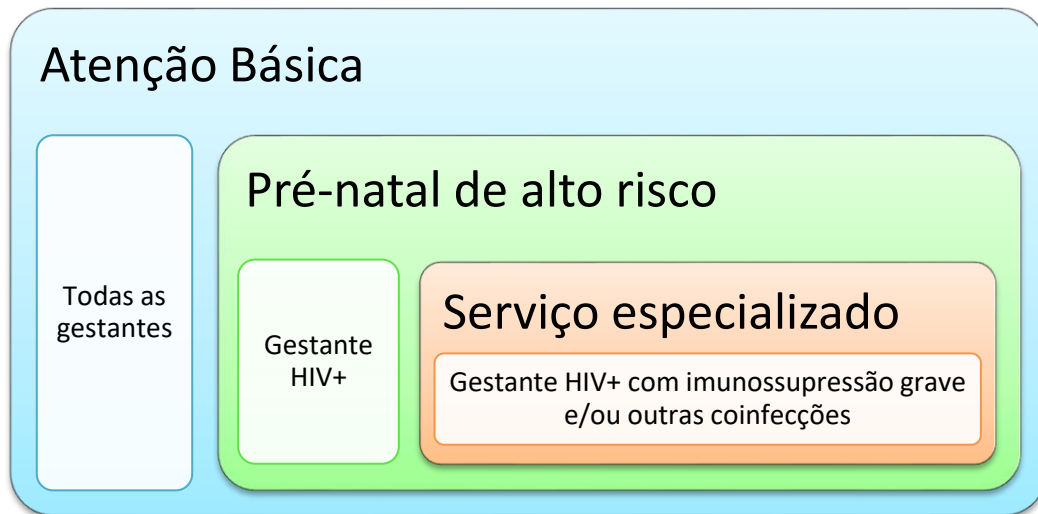 Atenção Básica
Todas as
gestantes
Pré-natal de alto risco
Gestante
HIV+
Serviço especializado
Gestante HIV+ com imunossupressão grave
e/ou outras coinfecções